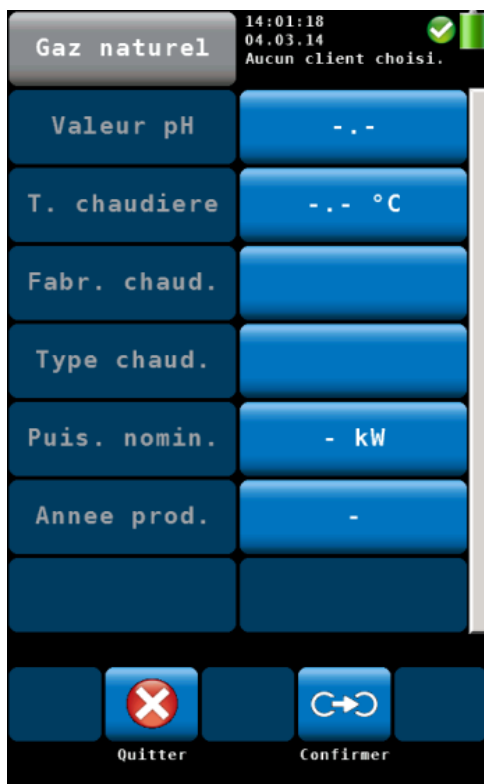 Gaz naturel
14:01:18
04.03.14
Aucun client choisi.
Valeur pH
-.-
T. chaudiere
-.- °C
Fabr. chaud.
Type chaud.
Puis. nomin.
- kW
Annee prod.
-
Quitter
Confirmer